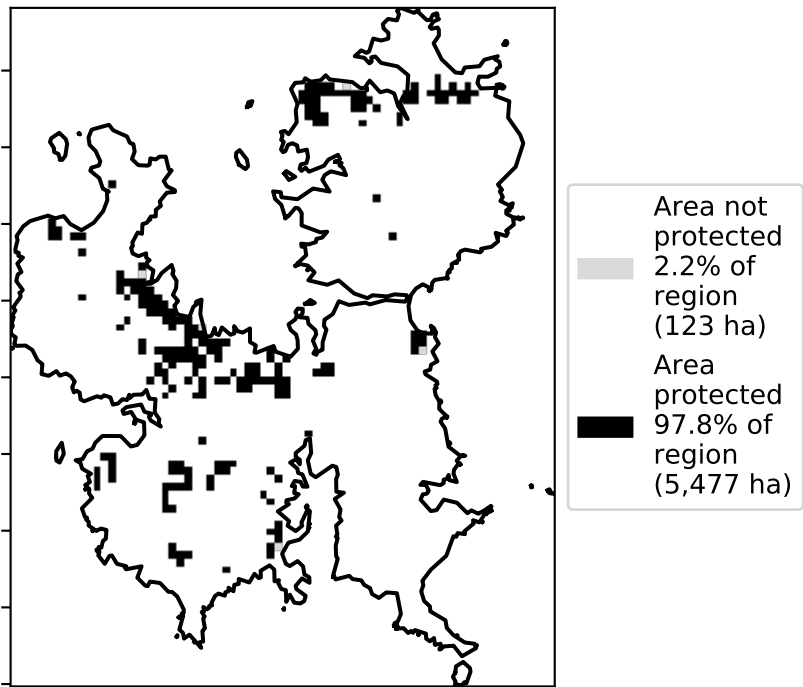 Area not
protected
2.2% of
region
(123 ha)
Area
protected
97.8% of
region
(5,477 ha)